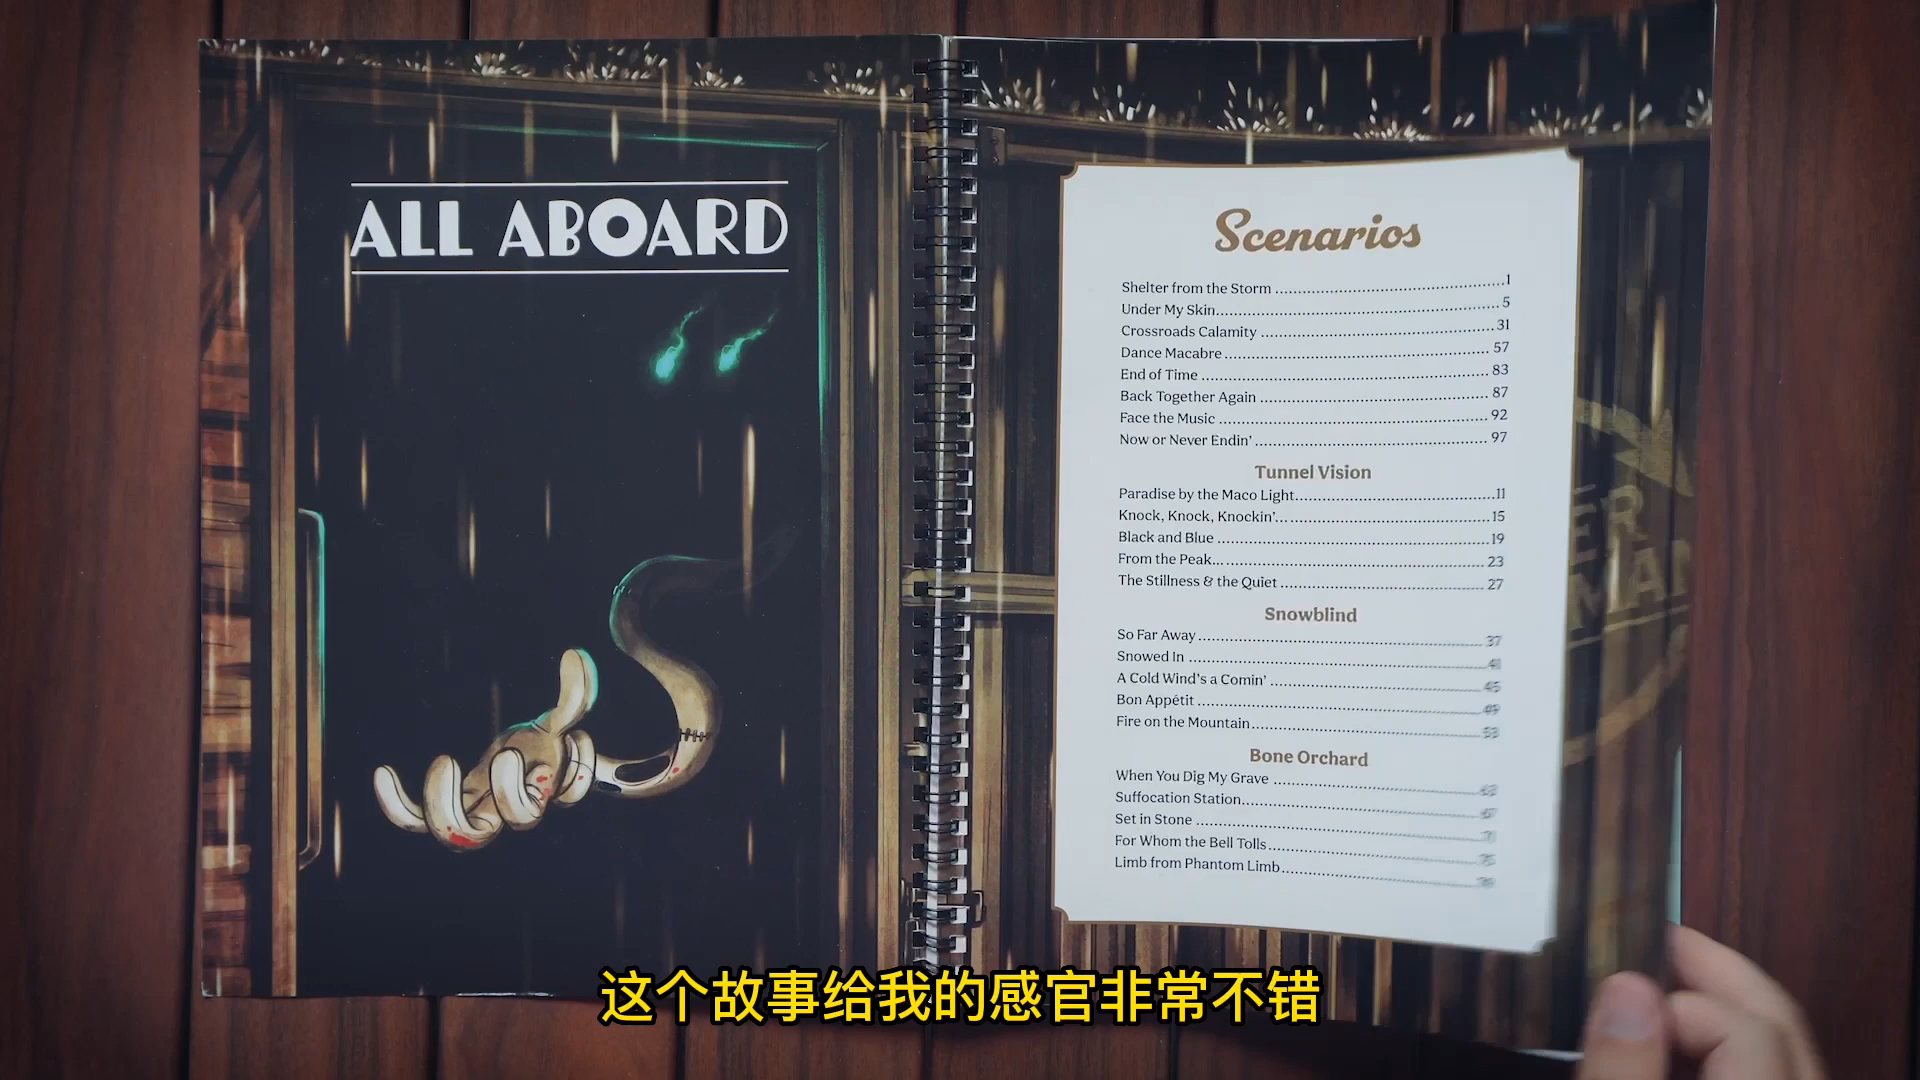 ALL ABOARD
Scenarios
Shelter from the Storm ........ 1
Under My Skin ........ 5
Crossroads Calamity ........ 31
Dance Macabre ........ 57
End of Time ........ 83
Back Together Again ........ 87
Face the Music ........ 92
Now or Never Endin' ........ 97
Tunnel Vision
Paradise by the Maco Light ........ 11
Knock, Knock, Knockin'... ........ 15
Black and Blue ........ 19
From the Peak... ........ 23
The Stillness & the Quiet ........ 27
Snowblind
So Far Away ........ 37
Snowed In ........ 41
A Cold Wind's a Comin' ........ 45
Bon Appétit ........ 49
Fire on the Mountain ........ 53
Bone Orchard
When You Dig My Grave ........
Suffocation Station ........
Set in Stone ........
For Whom the Bell Tolls ........
Limb from Phantom Limb ........
这个故事给我的感官非常不错